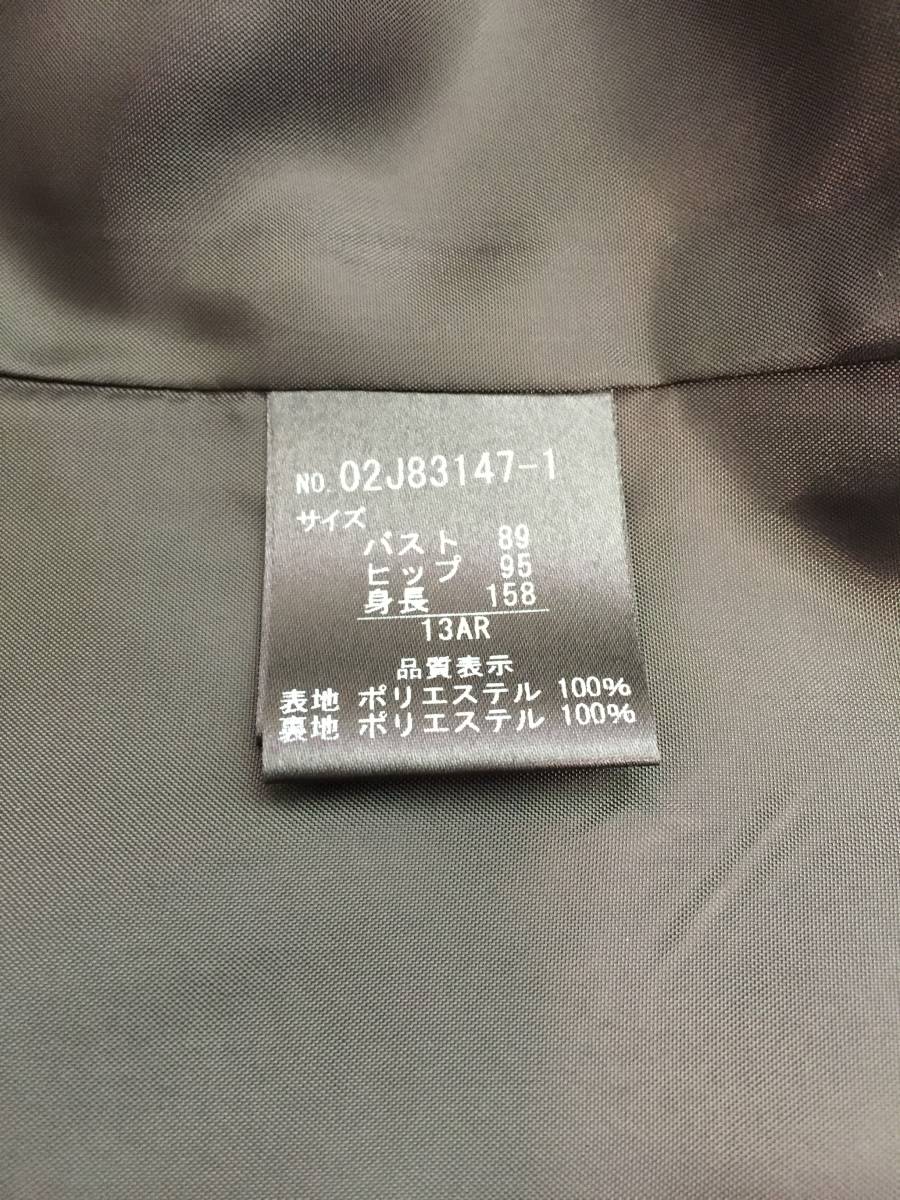 NO. 02J83147-1
サイズ
バスト 89
ヒップ 95
身長 158
13AR
品質表示
表地 ポリエステル 100%
裏地 ポリエステル 100%